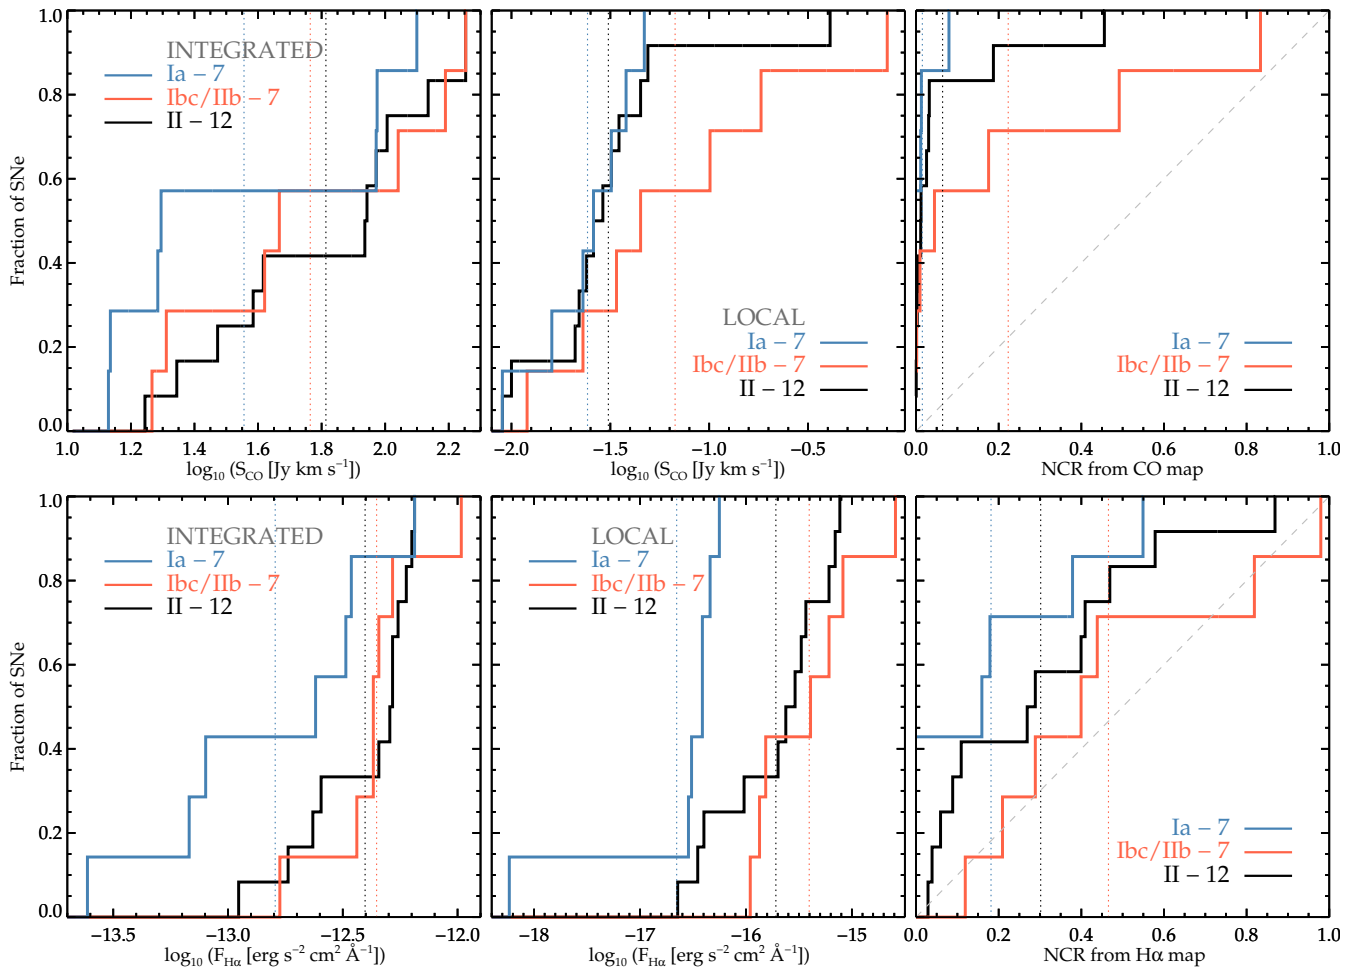 1.0
0.8
0.6
0.4
0.2
0.0
Fraction of SNe
INTEGRATED
Ia – 7
Ibc/IIb – 7
II – 12
1.0 1.2 1.4 1.6 1.8 2.0 2.2
log₁₀ (S_CO [Jy km s⁻¹])
LOCAL
Ia – 7
Ibc/IIb – 7
II – 12
−2.0 −1.5 −1.0 −0.5
log₁₀ (S_CO [Jy km s⁻¹])
Ia – 7
Ibc/IIb – 7
II – 12
0.0 0.2 0.4 0.6 0.8 1.0
NCR from CO map
1.0
0.8
0.6
0.4
0.2
0.0
Fraction of SNe
INTEGRATED
Ia – 7
Ibc/IIb – 7
II – 12
−13.5 −13.0 −12.5 −12.0
log₁₀ (F_Hα [erg s⁻² cm² Å⁻¹])
LOCAL
Ia – 7
Ibc/IIb – 7
II – 12
−18 −17 −16 −15
log₁₀ (F_Hα [erg s⁻² cm² Å⁻¹])
Ia – 7
Ibc/IIb – 7
II – 12
0.0 0.2 0.4 0.6 0.8 1.0
NCR from Hα map